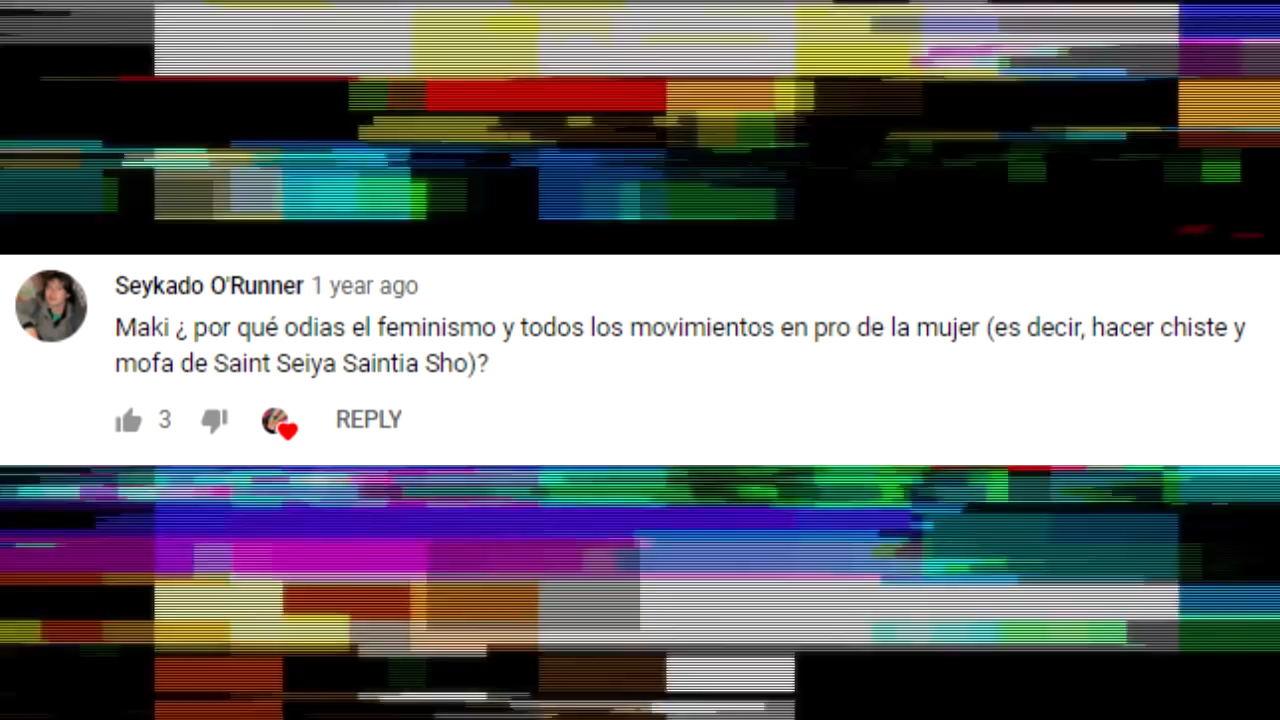 Seykado O'Runner 1 year ago
Maki ¿ por qué odias el feminismo y todos los movimientos en pro de la mujer (es decir, hacer chiste y
mofa de Saint Seiya Saintia Sho)?
3 REPLY